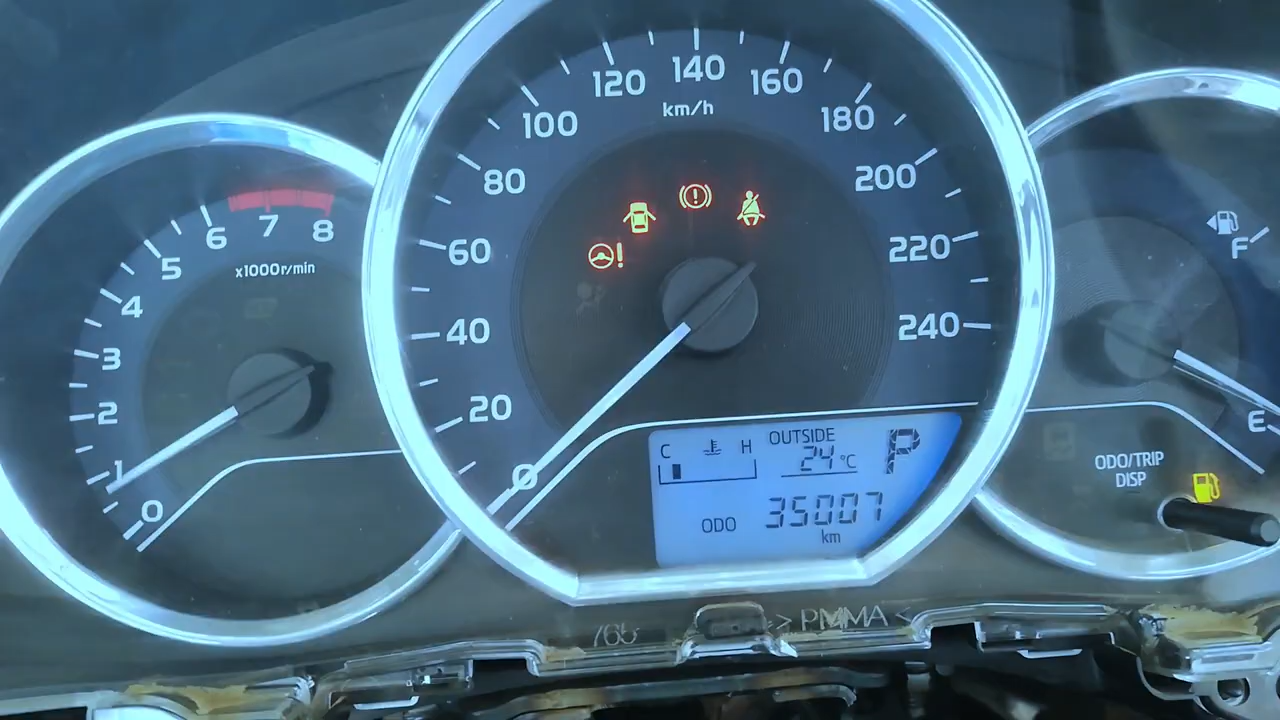 0
1
2
3
4
5
6
7
8
x1000r/min
0
20
40
60
80
100
120
140
160
180
200
220
240
km/h
!
!
C
H
OUTSIDE
24°C
P
ODO
35007
km
F
E
ODO/TRIP
DISP
>PMMA<